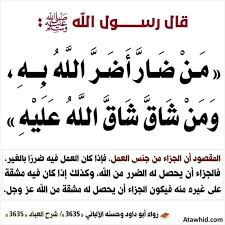 قال رسول الله ﷺ :
« مَنْ ضَارَّ أَضَرَّ اللَّهُ بِهِ ،
وَمَنْ شَاقَّ شَاقَّ اللَّهُ عَلَيْهِ »
المقصود أن الجزاء من جنس العمل، فإذا كان العمل فيه ضررًا بالغير،
فالجزاء أن يحصل له الضرر من الله، وكذلك إذا كان فيه مشقة
على غيره منه فيكون الجزاء أن يحصل له مشقة من الله عز وجل.
رواه أبو داود وحسنه الألباني ﴿3635﴾ شرح العباد ﴿3635﴾
Atawhid.com